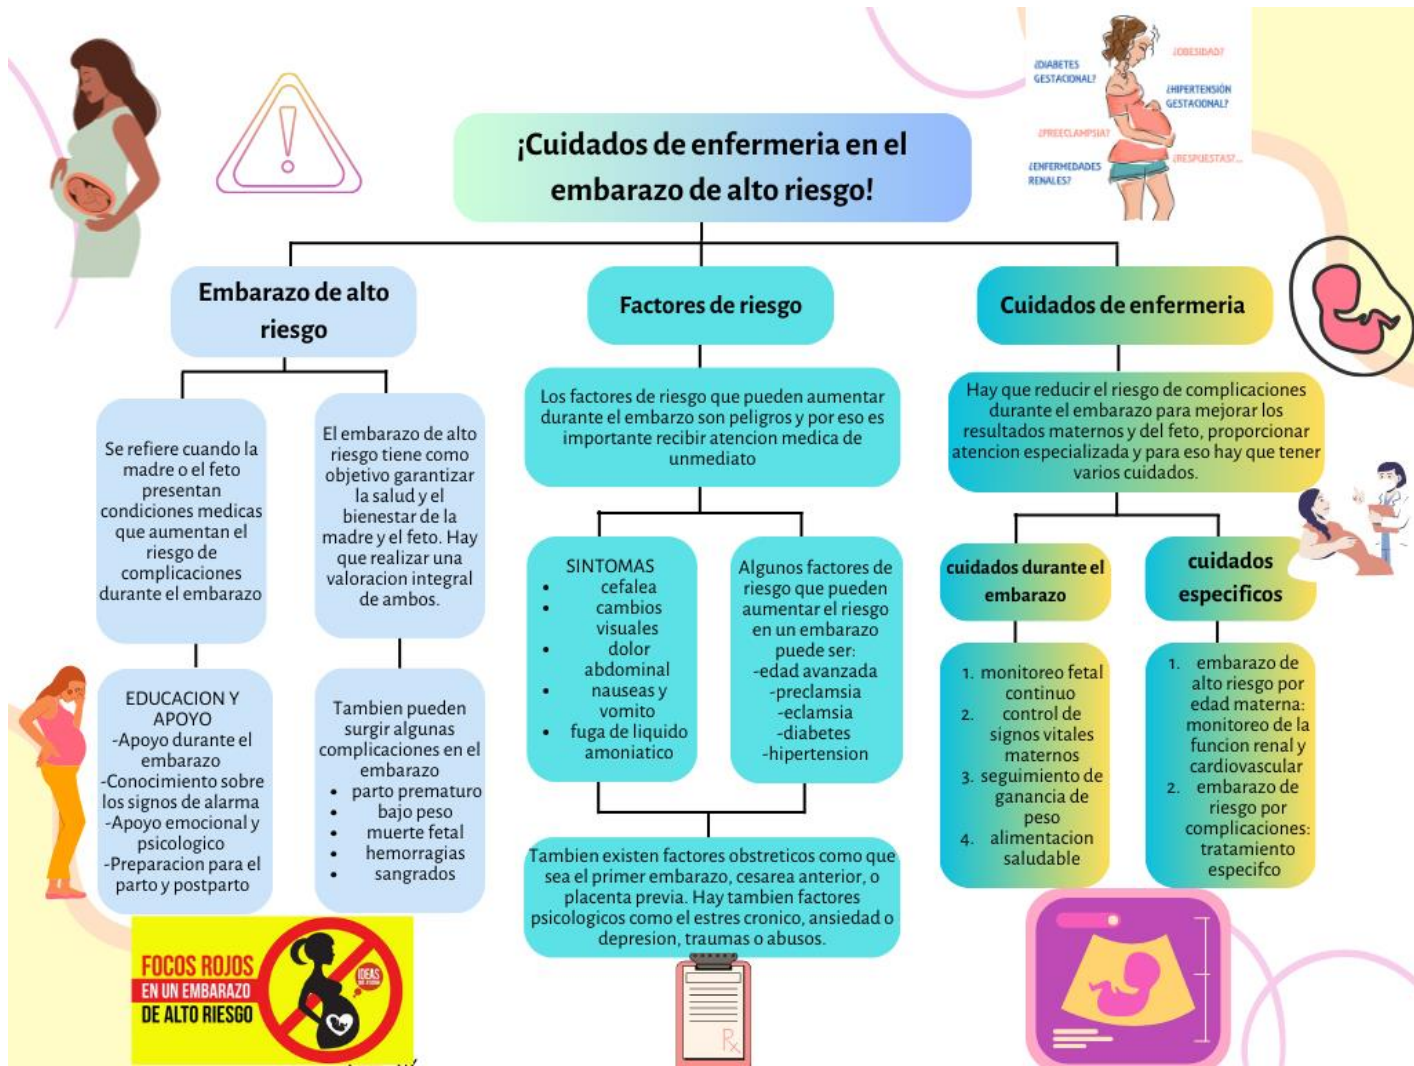 ¿DIABETES
GESTACIONAL?
¿OBESIDAD?
¿HIPERTENSIÓN
GESTACIONAL?
¿PREECLAMPSIA?
¿RESPUESTAS?...
¿ENFERMEDADES
RENALES?
¡Cuidados de enfermeria en el
embarazo de alto riesgo!
Embarazo de alto
riesgo
Se refiere cuando la
madre o el feto
presentan
condiciones medicas
que aumentan el
riesgo de
complicaciones
durante el embarazo
El embarazo de alto
riesgo tiene como
objetivo garantizar
la salud y el
bienestar de la
madre y el feto. Hay
que realizar una
valoracion integral
de ambos.
EDUCACION Y
APOYO
-Apoyo durante el
embarazo
-Conocimiento sobre
los signos de alarma
-Apoyo emocional y
psicologico
-Preparacion para el
parto y postparto
Tambien pueden
surgir algunas
complicaciones en el
embarazo
• parto prematuro
• bajo peso
• muerte fetal
• hemorragias
• sangrados
Factores de riesgo
Los factores de riesgo que pueden aumentar
durante el embarzo son peligros y por eso es
importante recibir atencion medica de
unmediato
SINTOMAS
• cefalea
• cambios
visuales
• dolor
abdominal
• nauseas y
vomito
• fuga de liquido
amoniatico
Algunos factores de
riesgo que pueden
aumentar el riesgo
en un embarazo
puede ser:
-edad avanzada
-preclamsia
-eclamsia
-diabetes
-hipertension
Tambien existen factores obstreticos como que
sea el primer embarazo, cesarea anterior, o
placenta previa. Hay tambien factores
psicologicos como el estres cronico, ansiedad o
depresion, traumas o abusos.
Cuidados de enfermeria
Hay que reducir el riesgo de complicaciones
durante el embarazo para mejorar los
resultados maternos y del feto, proporcionar
atencion especializada y para eso hay que tener
varios cuidados.
cuidados durante el
embarazo
1. monitoreo fetal
continuo
2. control de
signos vitales
maternos
3. seguimiento de
ganancia de
peso
4. alimentacion
saludable
cuidados
especificos
1. embarazo de
alto riesgo por
edad materna:
monitoreo de la
funcion renal y
cardiovascular
2. embarazo de
riesgo por
complicaciones:
tratamiento
especifco
FOCOS ROJOS
EN UN EMBARAZO
DE ALTO RIESGO
IDEAS
Rx